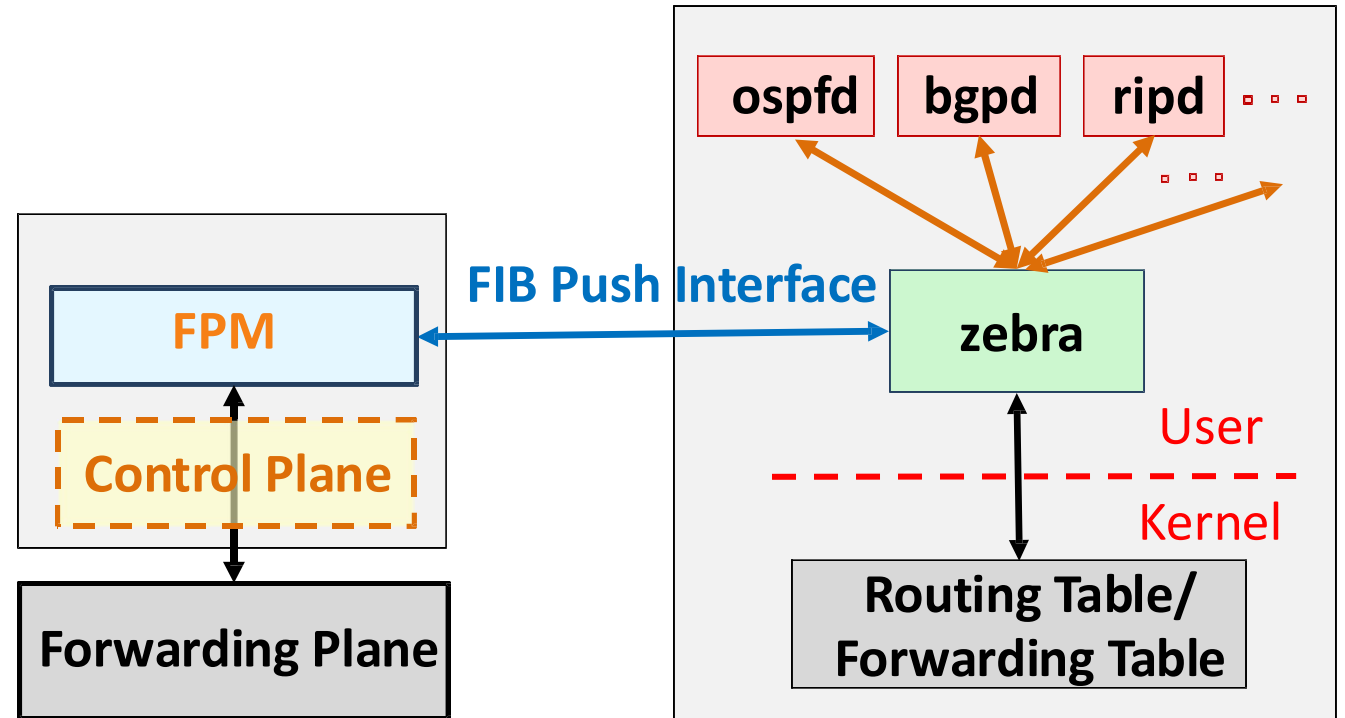 ospfd
bgpd
ripd
FIB Push Interface
FPM
zebra
User
Control Plane
Kernel
Routing Table/
Forwarding Table
Forwarding Plane